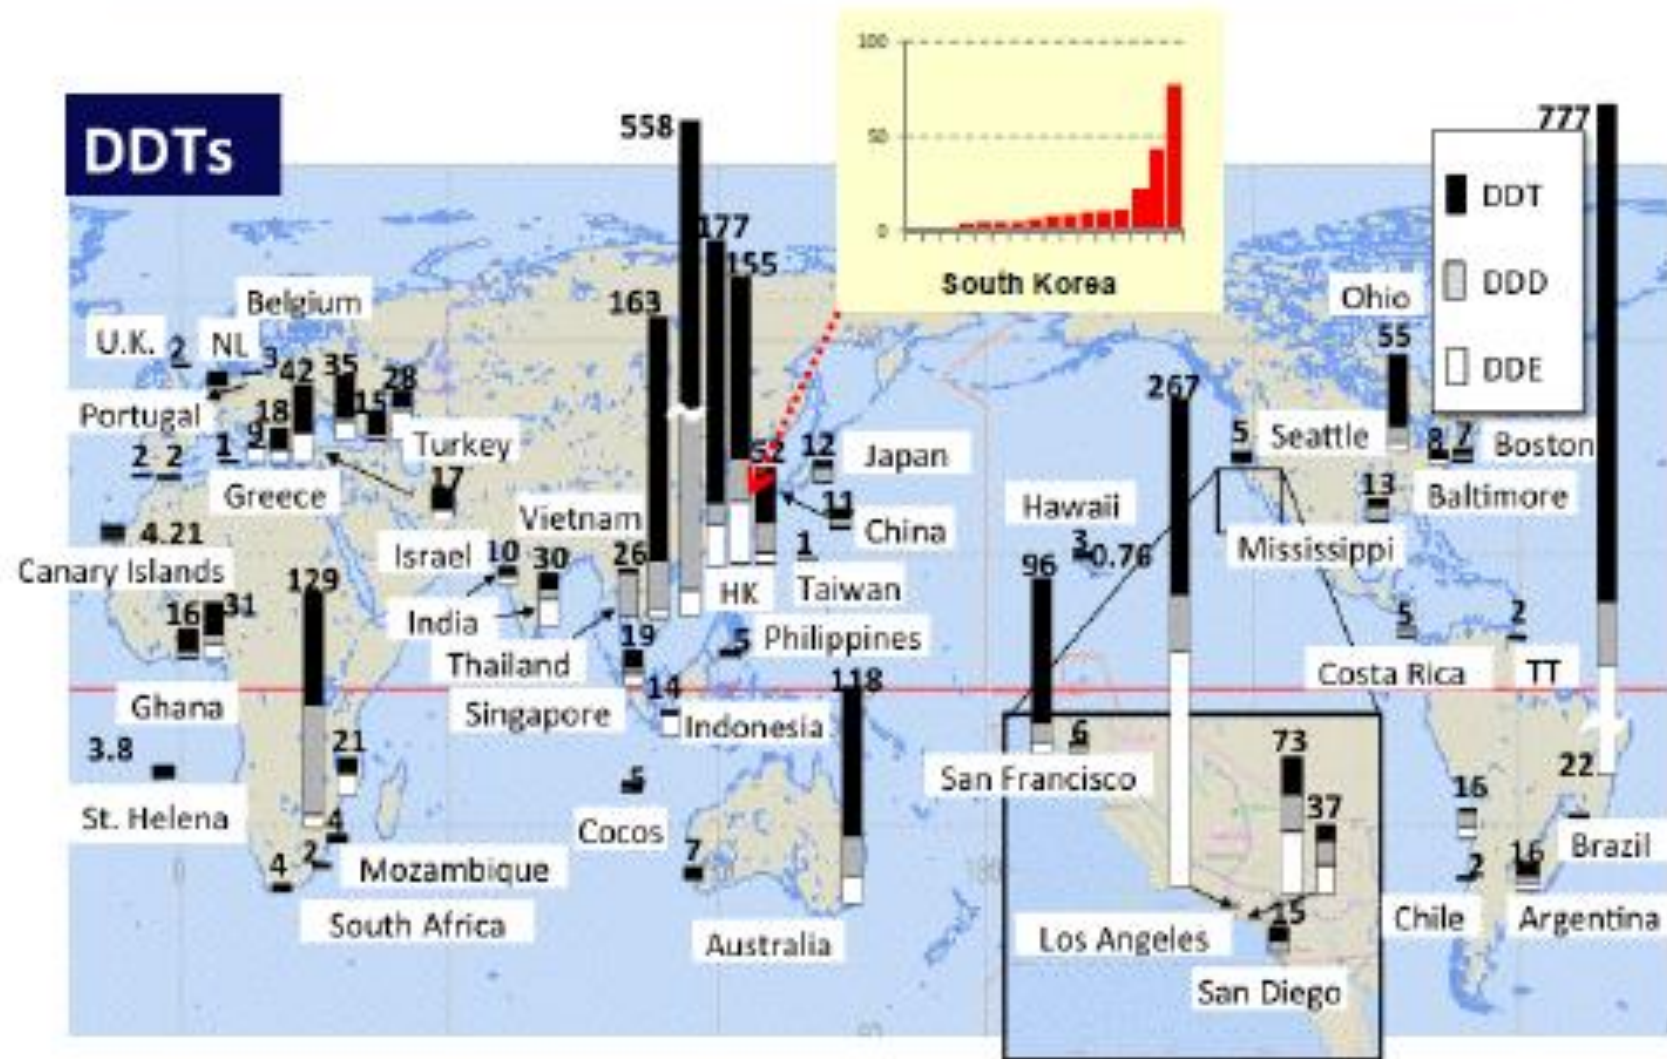 DDTs
100
50
0
South Korea
DDT
DDD
DDE
558
777
177
155
163
Belgium
Ohio
U.K.
2
NL
3
42
35
28
55
267
Portugal
18
15
9
1
2
2
Turkey
52
12
Japan
5
Seattle
8
7
Boston
Greece
17
Vietnam
11
China
Hawaii
13
Baltimore
4.21
Canary Islands
Israel
10
30
26
HK
1
Taiwan
3
0.76
96
Mississippi
129
16
31
India
Thailand
19
5
Philippines
5
2
Costa Rica
TT
Ghana
Singapore
14
Indonesia
118
3.8
St. Helena
21
5
Cocos
San Francisco
6
73
37
16
22
Brazil
4
2
4
Mozambique
South Africa
7
Australia
Los Angeles
15
San Diego
2
Chile
16
Argentina
0
180